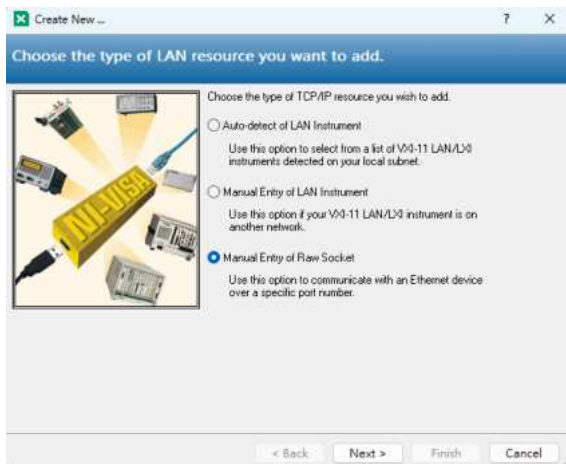 Create New ...
?
Choose the type of LAN resource you want to add.
NI-VISA
Choose the type of TCP/IP resource you wish to add.
Auto-detect of LAN Instrument
Use this option to select from a list of VXI-11 LAN/LXI
instruments detected on your local subnet.
Manual Entry of LAN Instrument
Use this option if your VXI-11 LAN/LXI instrument is on
another network.
Manual Entry of Raw Socket
Use this option to communicate with an Ethernet device
over a specific port number.
< Back Next > Finish Cancel